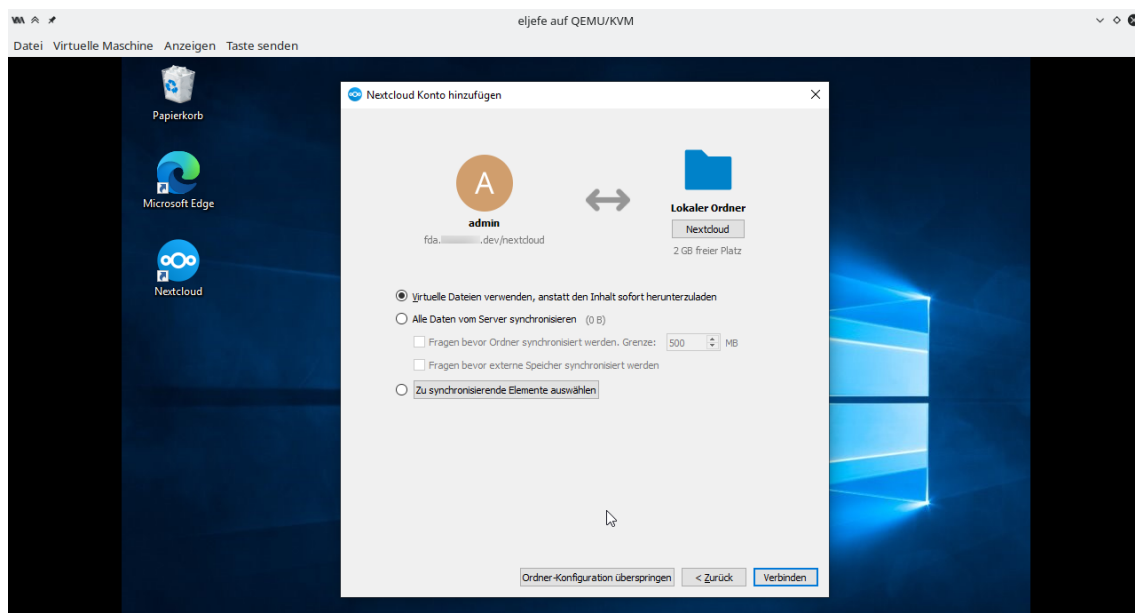 eljefe auf QEMU/KVM
Datei Virtuelle Maschine Anzeigen Taste senden
Papierkorb
Microsoft Edge
Nextcloud
Nextcloud Konto hinzufügen
A
admin
fda. .dev/nextcloud
Lokaler Ordner
Nextcloud
2 GB freier Platz
Virtuelle Dateien verwenden, anstatt den Inhalt sofort herunterzuladen
Alle Daten vom Server synchronisieren (0 B)
Fragen bevor Ordner synchronisiert werden. Grenze: 500 MB
Fragen bevor externe Speicher synchronisiert werden
Zu synchronisierende Elemente auswählen
Ordner-Konfiguration überspringen < Zurück Verbinden